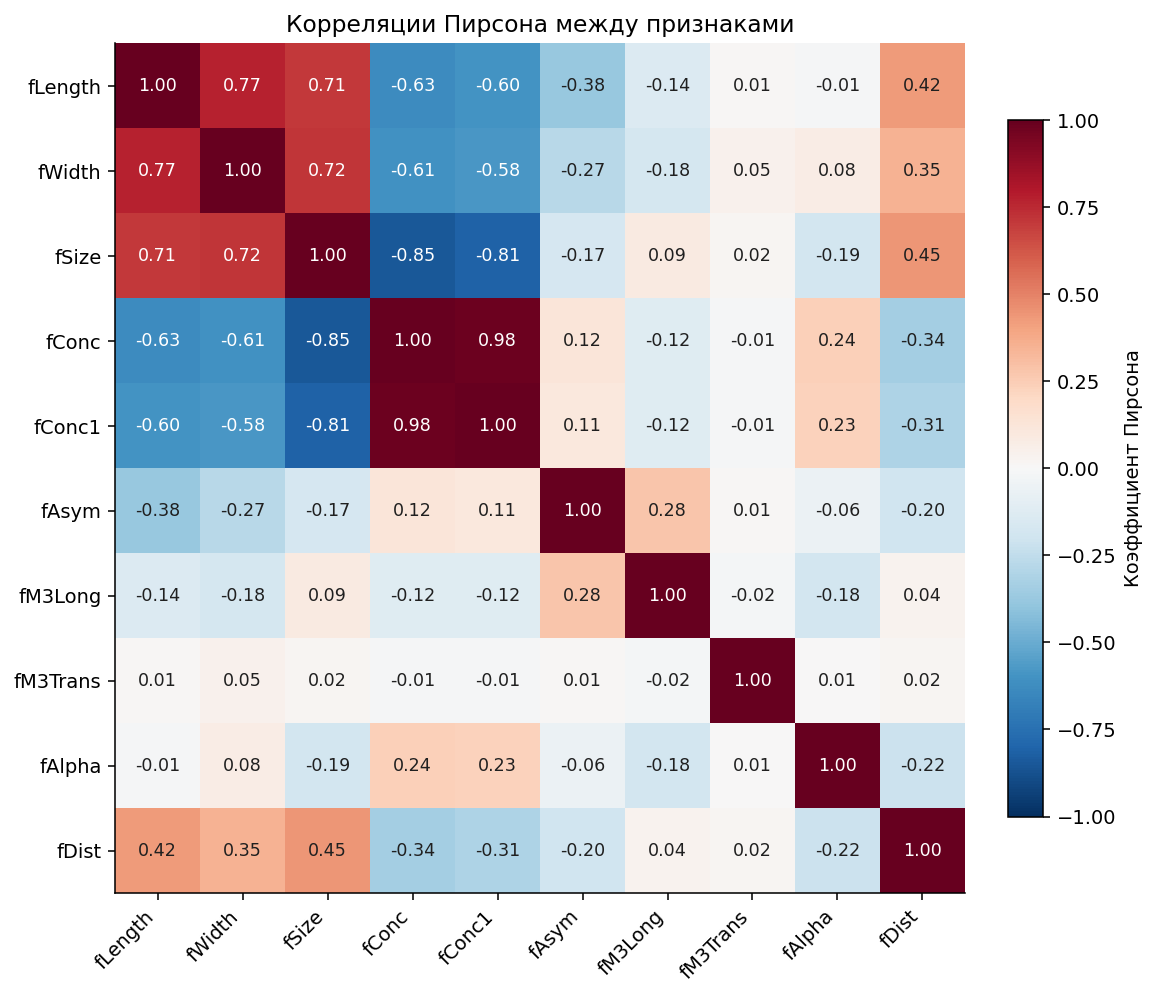 Корреляции Пирсона между признаками
fLength 1.00 0.77 0.71 -0.63 -0.60 -0.38 -0.14 0.01 -0.01 0.42
fWidth 0.77 1.00 0.72 -0.61 -0.58 -0.27 -0.18 0.05 0.08 0.35
fSize 0.71 0.72 1.00 -0.85 -0.81 -0.17 0.09 0.02 -0.19 0.45
fConc -0.63 -0.61 -0.85 1.00 0.98 0.12 -0.12 -0.01 0.24 -0.34
fConc1 -0.60 -0.58 -0.81 0.98 1.00 0.11 -0.12 -0.01 0.23 -0.31
fAsym -0.38 -0.27 -0.17 0.12 0.11 1.00 0.28 0.01 -0.06 -0.20
fM3Long -0.14 -0.18 0.09 -0.12 -0.12 0.28 1.00 -0.02 -0.18 0.04
fM3Trans 0.01 0.05 0.02 -0.01 -0.01 0.01 -0.02 1.00 0.01 0.02
fAlpha -0.01 0.08 -0.19 0.24 0.23 -0.06 -0.18 0.01 1.00 -0.22
fDist 0.42 0.35 0.45 -0.34 -0.31 -0.20 0.04 0.02 -0.22 1.00
fLength fWidth fSize fConc fConc1 fAsym fM3Long fM3Trans fAlpha fDist
1.00
0.75
0.50
0.25
0.00
−0.25
−0.50
−0.75
−1.00
Коэффициент Пирсона